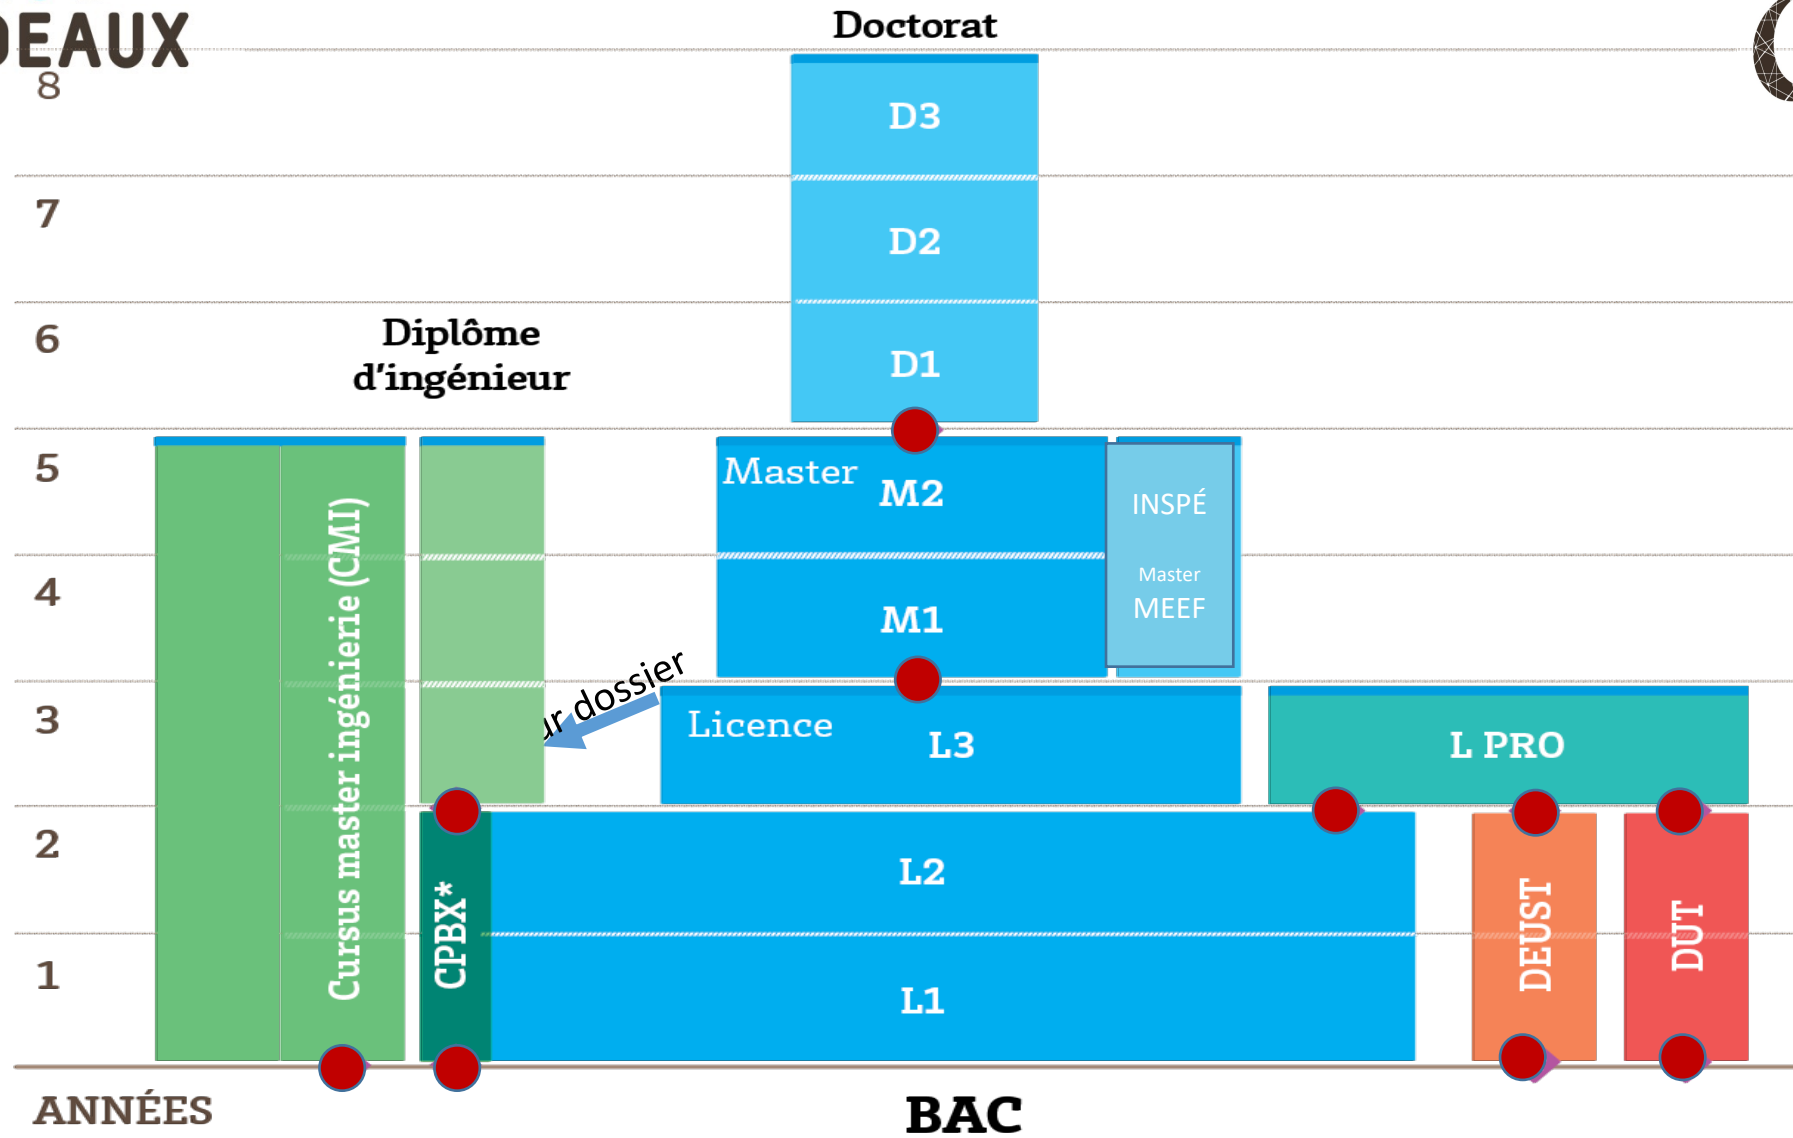 DEAUX
Doctorat
8
D3
7
D2
6
Diplôme
d'ingénieur
D1
5
Master
M2
INSPÉ
4
Master
MEEF
M1
Cursus master ingénierie (CMI)
dossier
3
Licence
L3
L PRO
2
L2
CPBX*
DEUST
DUT
1
L1
ANNÉES
BAC